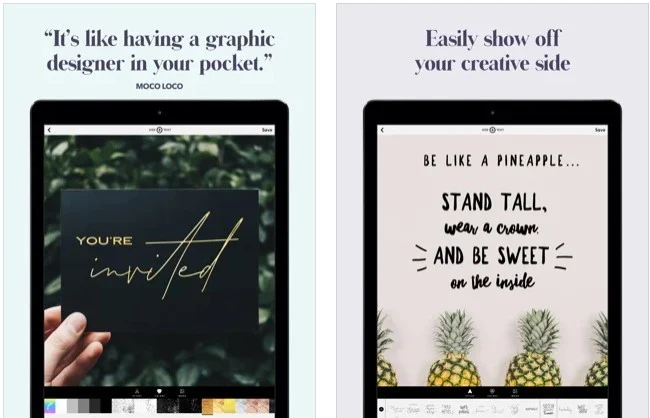 “It’s like having a graphic
designer in your pocket.”
MOCO LOCO
Save
YOU'RE
invited
Easily show off
your creative side
Save
BE LIKE A PINEAPPLE...
STAND TALL,
wear a crown,
AND BE SWEET
on the inside